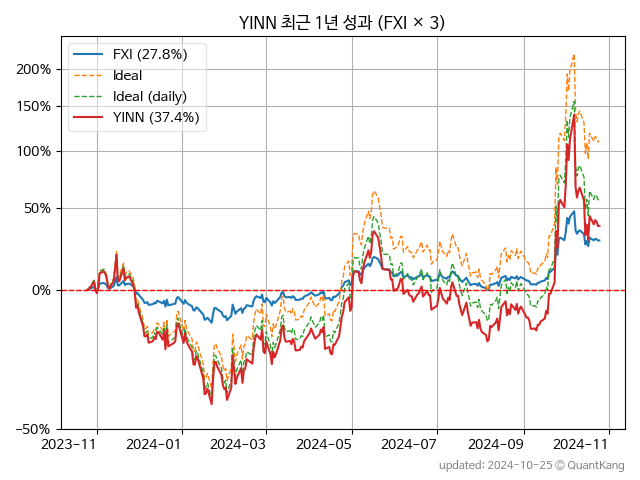 YINN 최근 1년 성과 (FXI × 3)
FXI (27.8%)
Ideal
Ideal (daily)
YINN (37.4%)
200%
150%
100%
50%
0%
−50%
2023-11 2024-01 2024-03 2024-05 2024-07 2024-09 2024-11
updated: 2024-10-25 © QuantKang